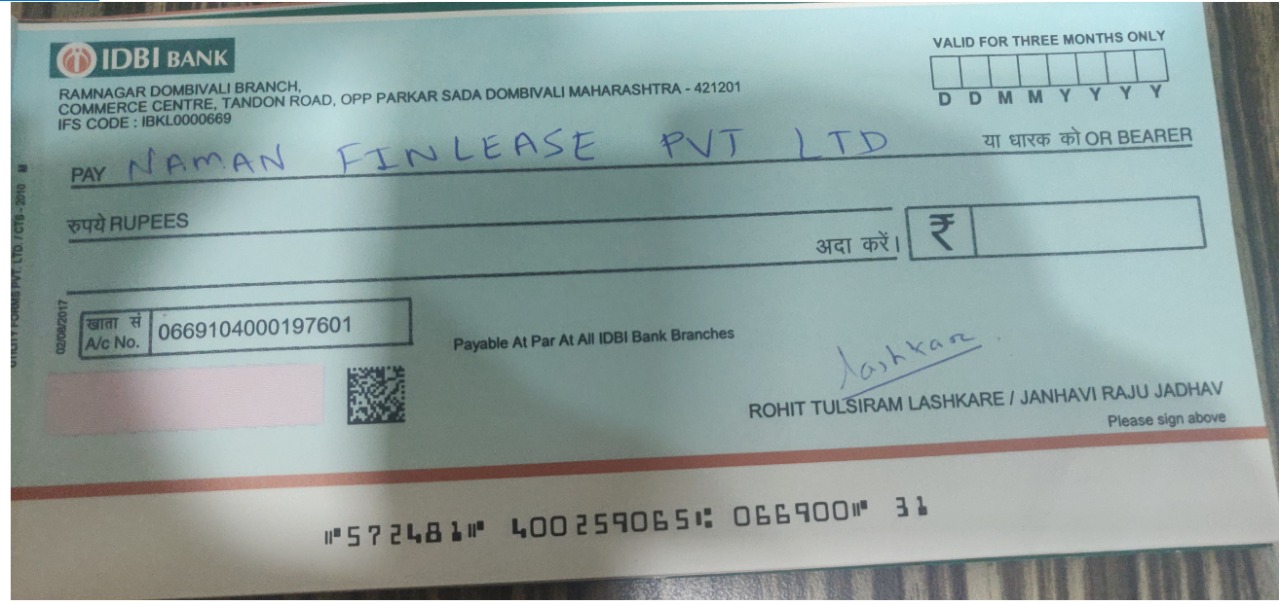 IDBI BANK
VALID FOR THREE MONTHS ONLY
RAMNAGAR DOMBIVALI BRANCH,
COMMERCE CENTRE, TANDON ROAD, OPP PARKAR SADA DOMBIVALI MAHARASHTRA - 421201
IFS CODE : IBKL0000669
D D M M Y Y Y Y
PAY NAMAN FINLEASE PVT LTD या धारक को OR BEARER
रुपये RUPEES
अदा करें। ₹
FORMS PVT. LTD. / CTS - 2010 M
02/08/2017
खाता सं
A/c No. 0669104000197601
Payable At Par At All IDBI Bank Branches
lashkare
ROHIT TULSIRAM LASHKARE / JANHAVI RAJU JADHAV
Please sign above
⑈572481⑈ 400259065⑆ 066900⑈ 31